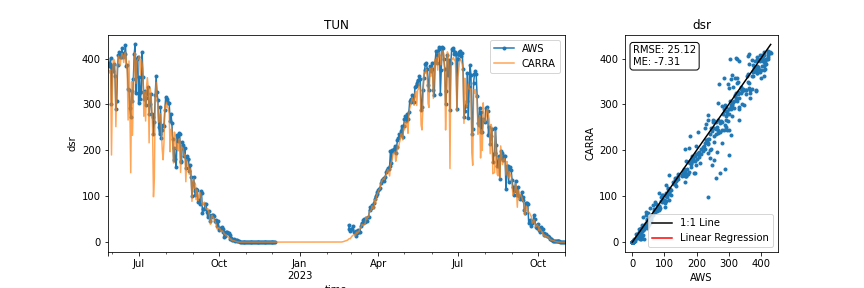 TUN
dsr
400
300
200
100
0
dsr
AWS
CARRA
Jul
Oct
Jan
2023
Apr
Jul
Oct
dsr
RMSE: 25.12
ME: -7.31
400
300
200
100
0
CARRA
1:1 Line
Linear Regression
0
100
200
300
400
AWS